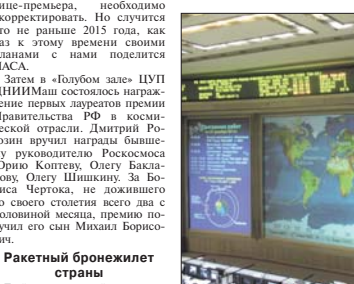 ице-премьера, необходимо
корректировать. Но случится
то не раньше 2015 года, как
аз к этому времени своими
ланами с нами поделится
НАСА.
Затем в «Голубом зале» ЦУП
ЦНИИМаш состоялось награж-
ение первых лауреатов премии
Правительства РФ в косми-
еской отрасли. Дмитрий Ро-
озин вручил награды бывше-
у руководителю Роскосмоса
Юрию Коптеву, Олегу Бакла-
ову, Олегу Шишкину. За Бо-
иса Чертока, не дожившего
о своего столетия всего два с
оловиной месяца, премию по-
учил его сын Михаил Борисо-
ич.
Ракетный бронежилет
страны